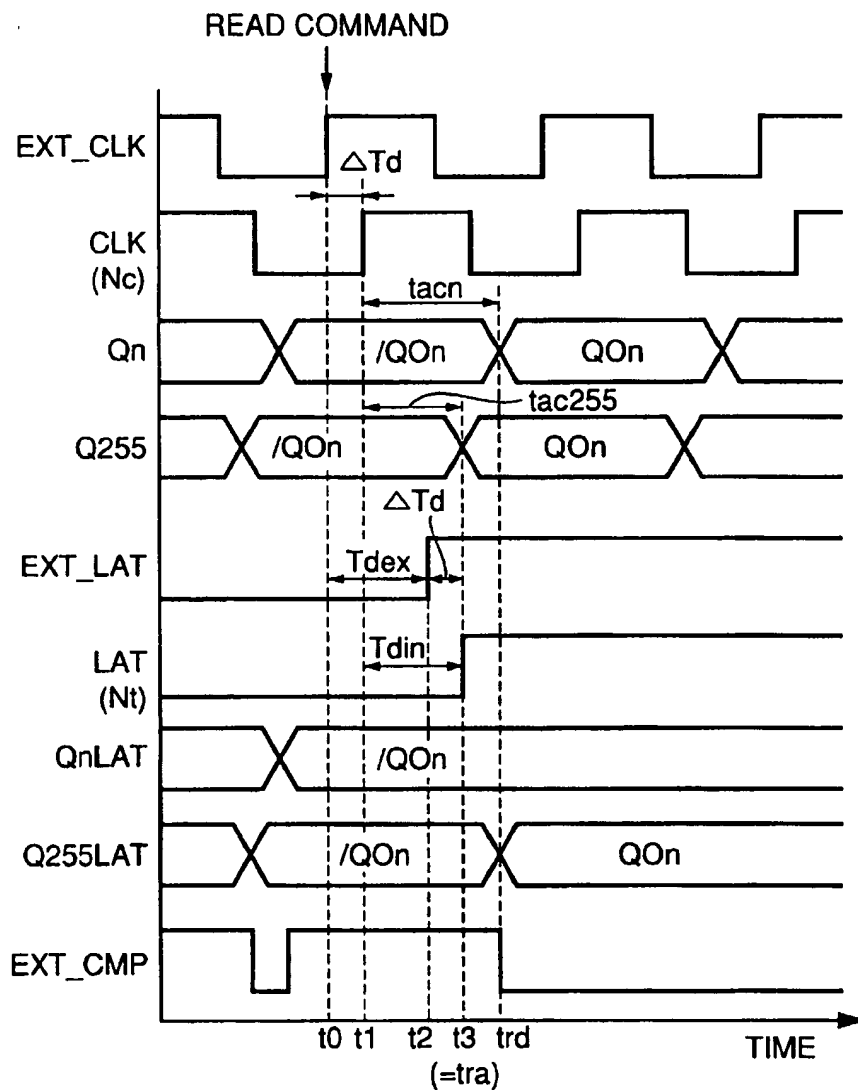 READ COMMAND
EXT_CLK
△Td
CLK
(Nc)
tacn
Qn
/QOn
QOn
tac255
Q255
/QOn
QOn
△Td
EXT_LAT
Tdex
LAT
(Nt)
Tdin
QnLAT
/QOn
Q255LAT
/QOn
QOn
EXT_CMP
t0 t1 t2 t3 trd
TIME
(=tra)